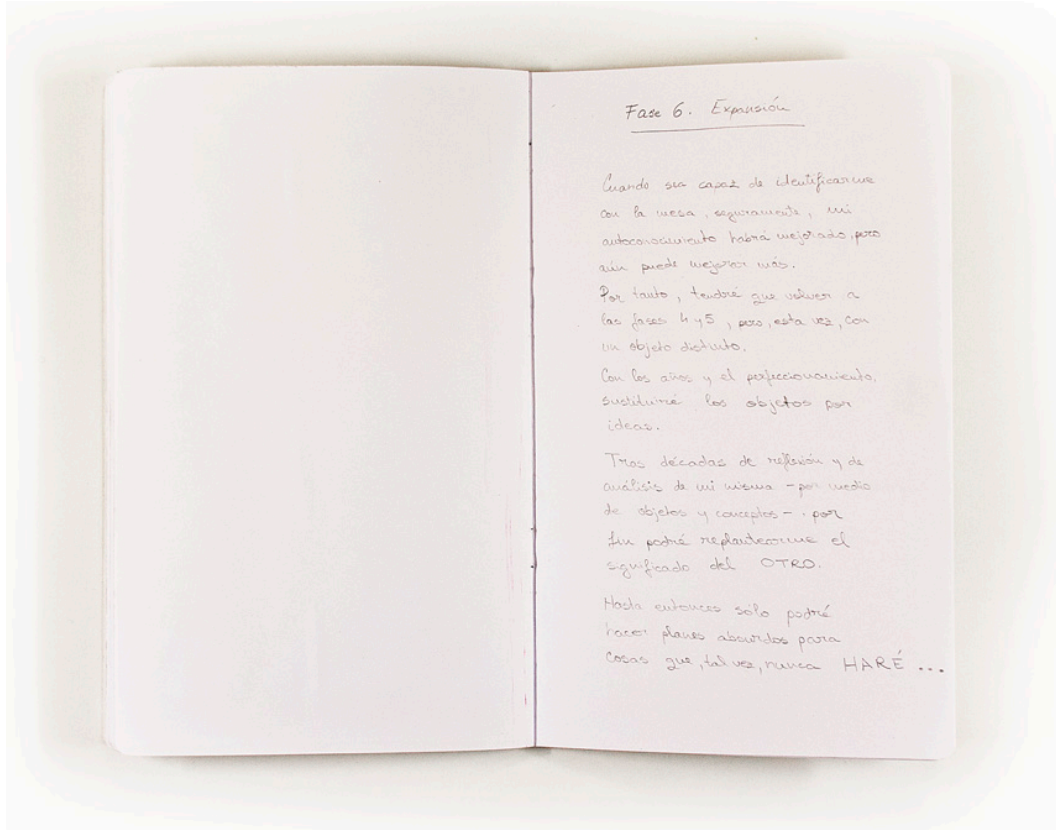 Fase 6. Expansión
Cuando sea capaz de identificarme
con la mesa, seguramente, mi
autoconocimiento habrá mejorado, pero
aún puede mejorar más.
Por tanto, tendré que volver a
las fases 4 y 5, pero, esta vez, con
un objeto distinto.
Con los años y el perfeccionamiento,
sustituiré los objetos por
ideas.
Tras décadas de reflexión y de
análisis de mi misma - por medio
de objetos y conceptos - . por
fin podré replantearme el
significado del OTRO.
Hasta entonces sólo podré
hacer planes absurdos para
cosas que, tal vez, nunca HARÉ ...